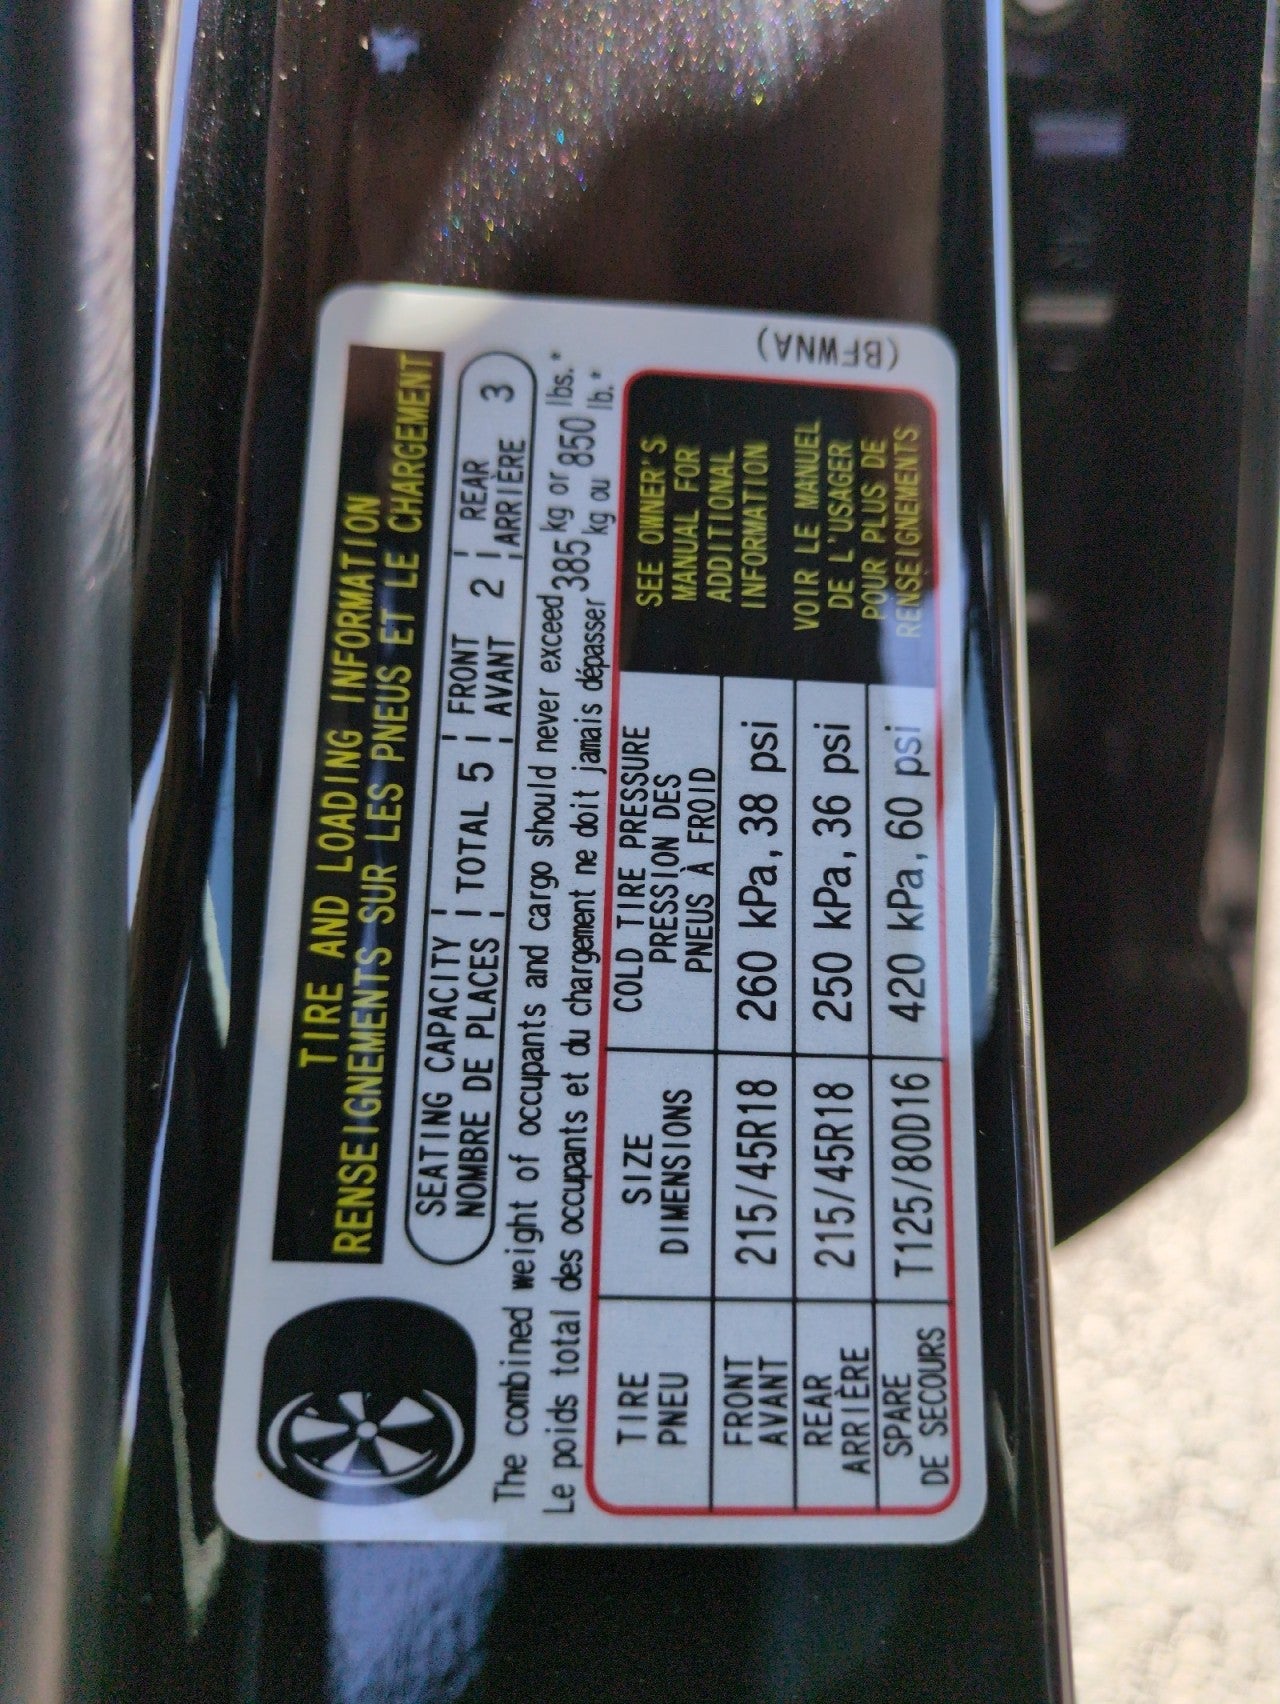 TIRE AND LOADING INFORMATION
RENSEIGNEMENTS SUR LES PNEUS ET LE CHARGEMENT
SEATING CAPACITY TOTAL 5 FRONT 2 REAR 3
NOMBRE DE PLACES AVANT ARRIÈRE
The combined weight of occupants and cargo should never exceed 385 kg or 850 lbs.*
Le poids total des occupants et du chargement ne doit jamais dépasser kg ou lb.*
TIRE SIZE COLD TIRE PRESSURE
PNEU DIMENSIONS PRESSION DES
PNEUS À FROID
FRONT 215/45R18 260 kPa, 38 psi
AVANT
REAR 215/45R18 250 kPa, 36 psi
ARRIÈRE
SPARE T125/80D16 420 kPa, 60 psi
DE SECOURS
SEE OWNER'S
MANUAL FOR
ADDITIONAL
INFORMATION
VOIR LE MANUEL
DE L'USAGER
POUR PLUS DE
RENSEIGNEMENTS
(BFWNA)